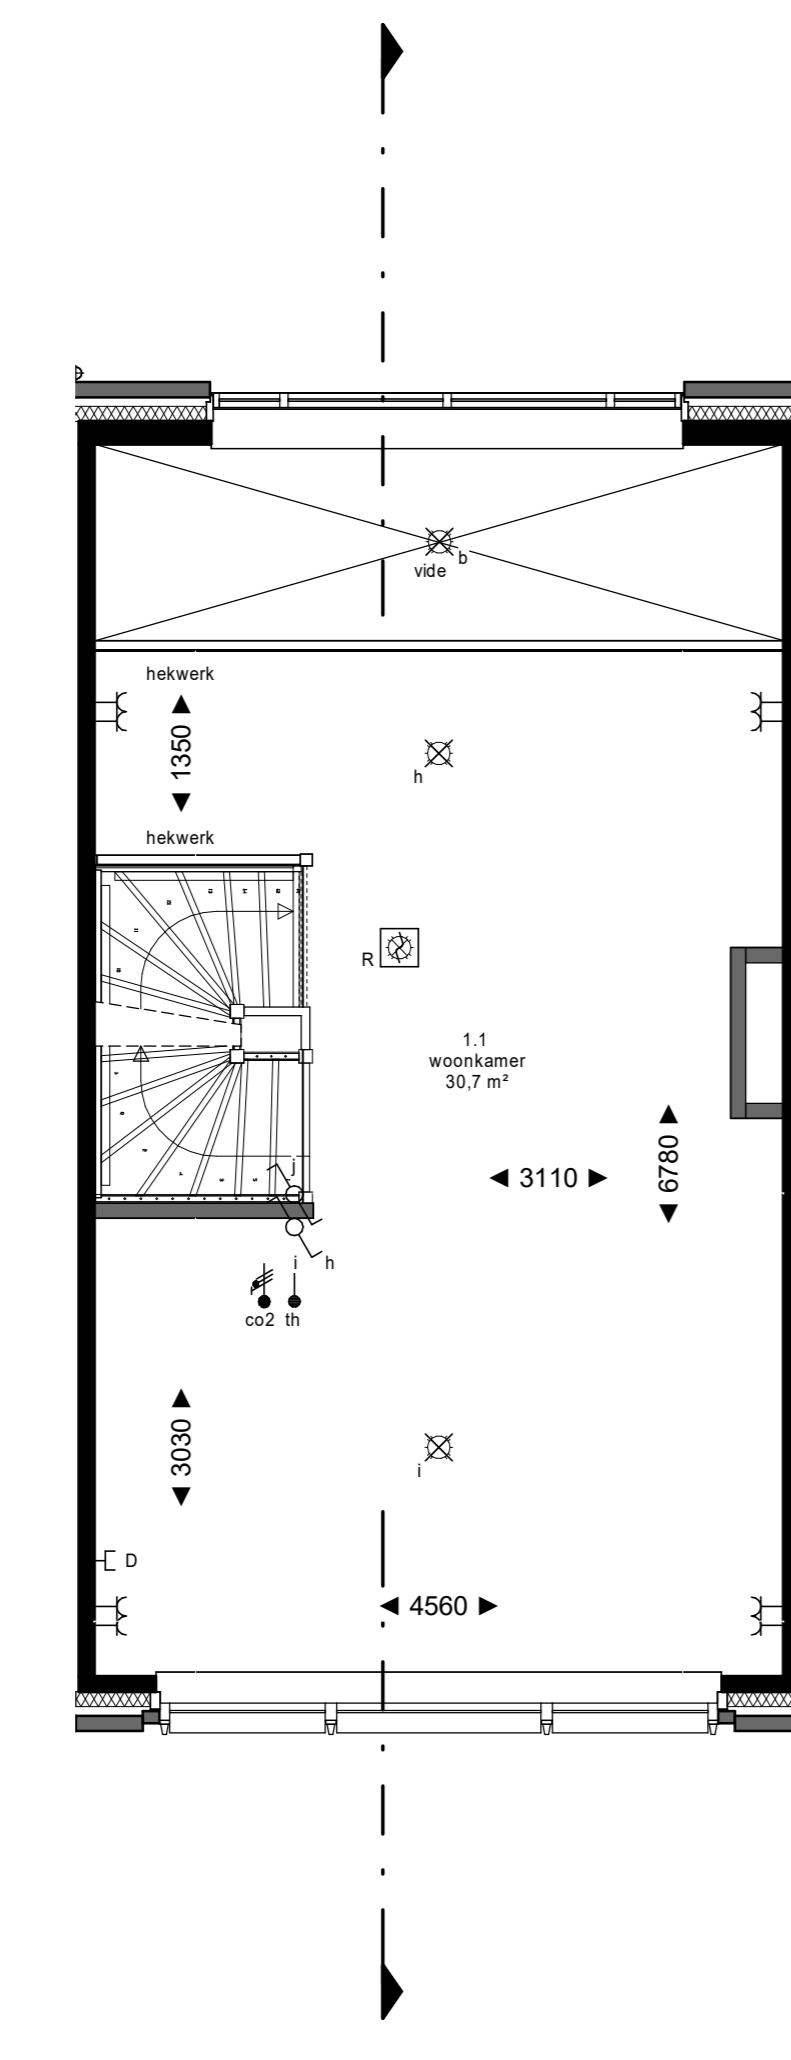 b
vide
hekwerk
1350
h
hekwerk
R
1.1
woonkamer
30,7 m²
3110
6780
j
i
h
co2 th
3030
i
D
4560